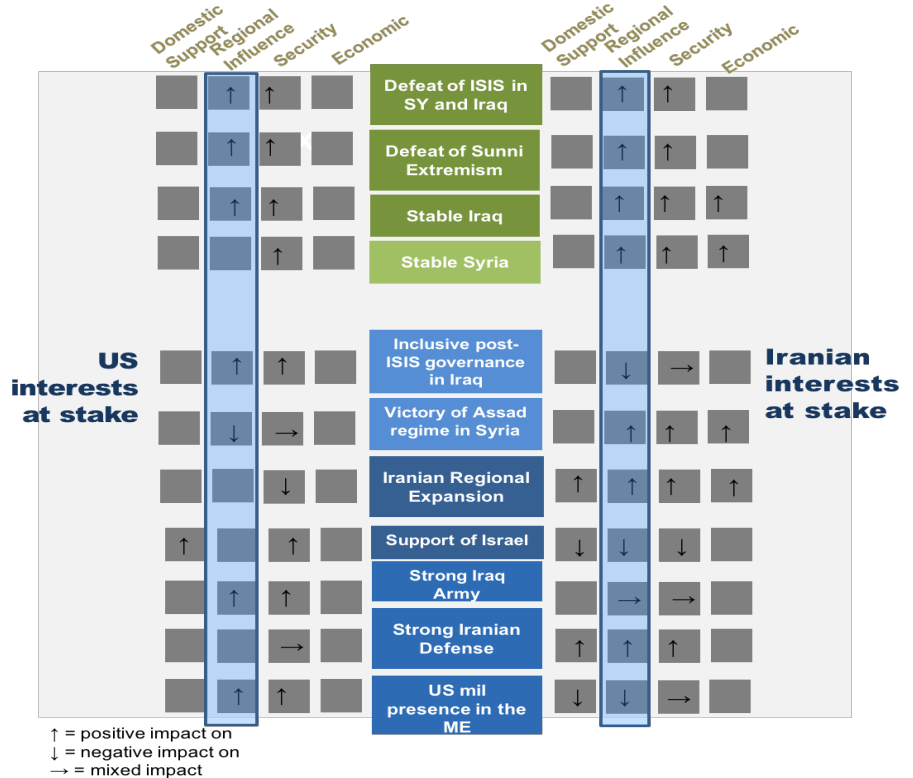 Domestic
Support
Regional
Influence
Security
Economic
Domestic
Support
Regional
Influence
Security
Economic
↑ ↑
Defeat of ISIS in
SY and Iraq
↑ ↑
↑ ↑
Defeat of Sunni
Extremism
↑ ↑
↑ ↑
Stable Iraq
↑ ↑ ↑
↑
Stable Syria
↑ ↑ ↑
US
interests
at stake
Iranian
interests
at stake
↑ ↑
Inclusive post-
ISIS governance
in Iraq
↓ →
↓ →
Victory of Assad
regime in Syria
↑ ↑ ↑
↓
Iranian Regional
Expansion
↑ ↑ ↑ ↑
↑ ↑
Support of Israel
↓ ↓ ↓
↑ ↑
Strong Iraq
Army
→ →
→
Strong Iranian
Defense
↑ ↑ ↑
↑ ↑
US mil
presence in the
ME
↓ ↓ →
↑ = positive impact on
↓ = negative impact on
→ = mixed impact